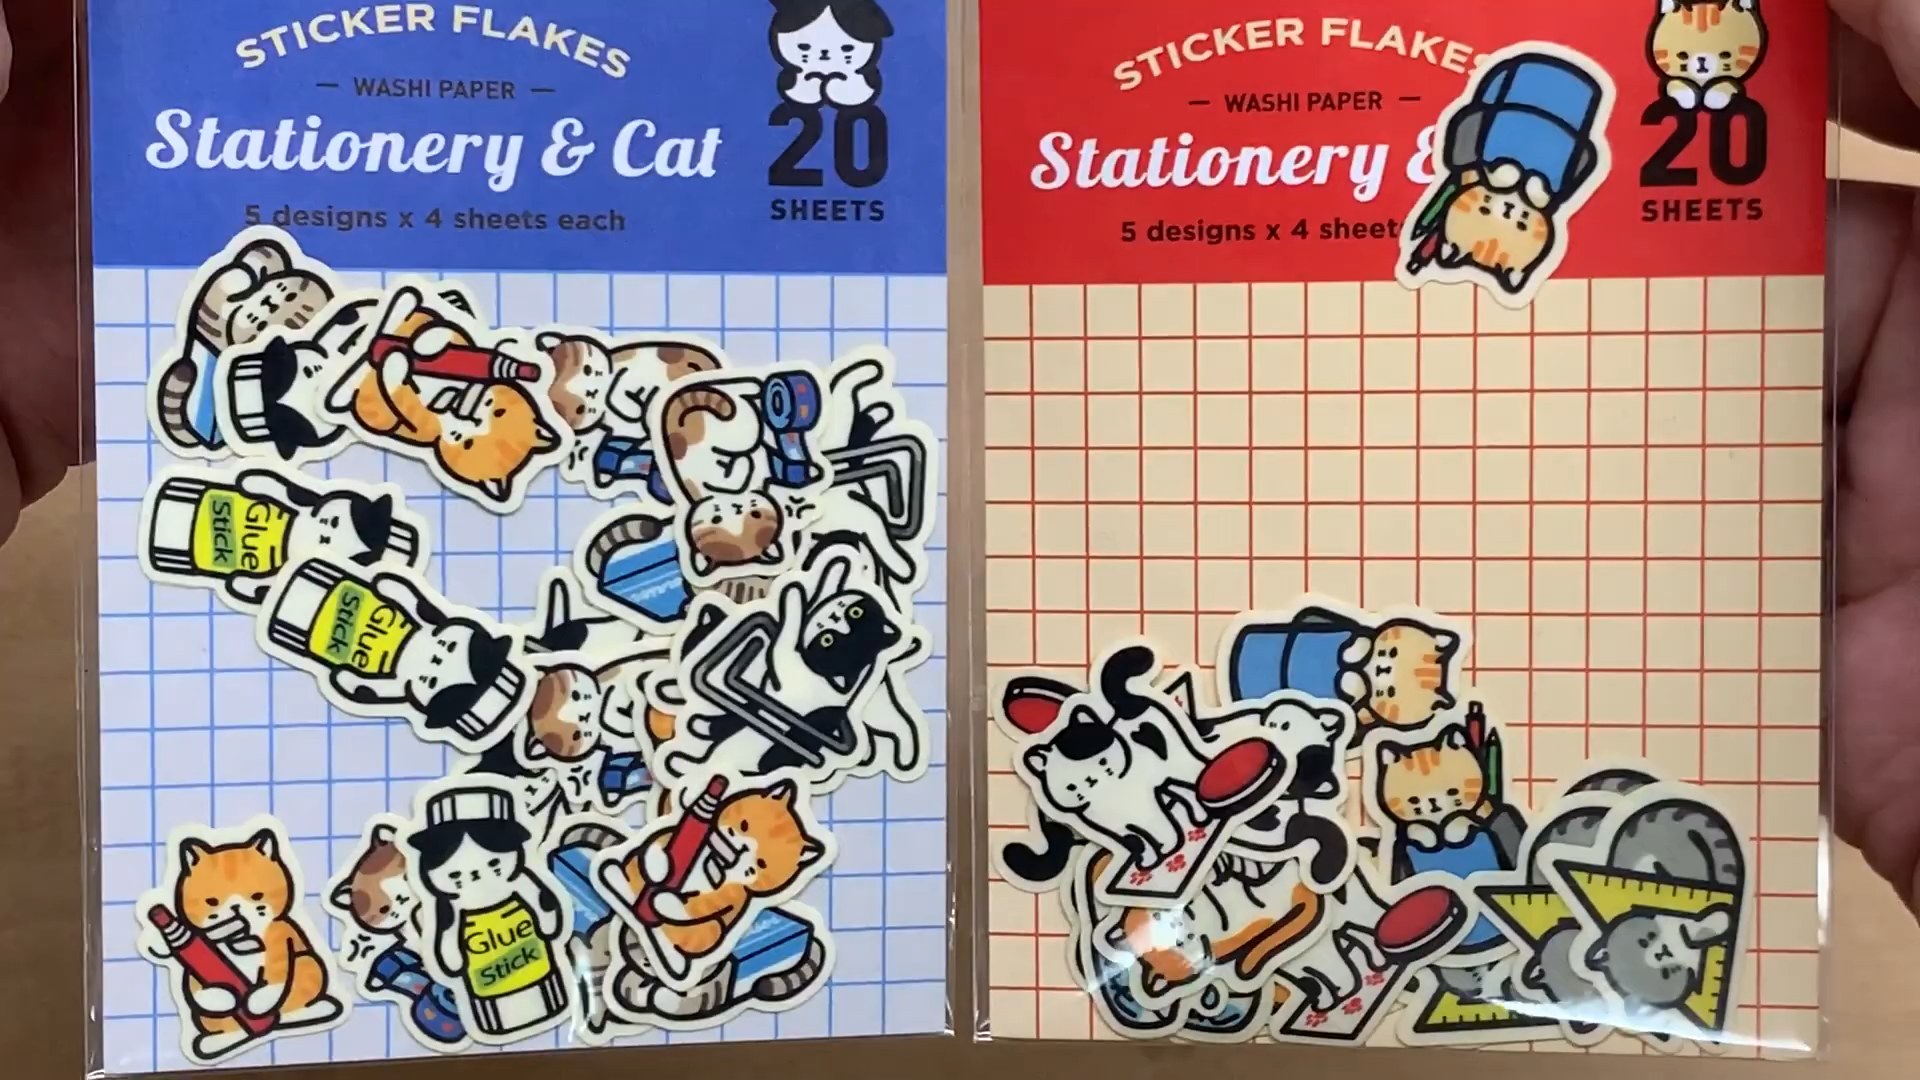 STICKER FLAKES
— WASHI PAPER —
Stationery & Cat
5 designs x 4 sheets each
20
SHEETS
STICKER FLAKES
— WASHI PAPER —
Stationery &
5 designs x 4 sheet
20
SHEETS
Glue
Stick
Glue
Stick
Glue
Stick